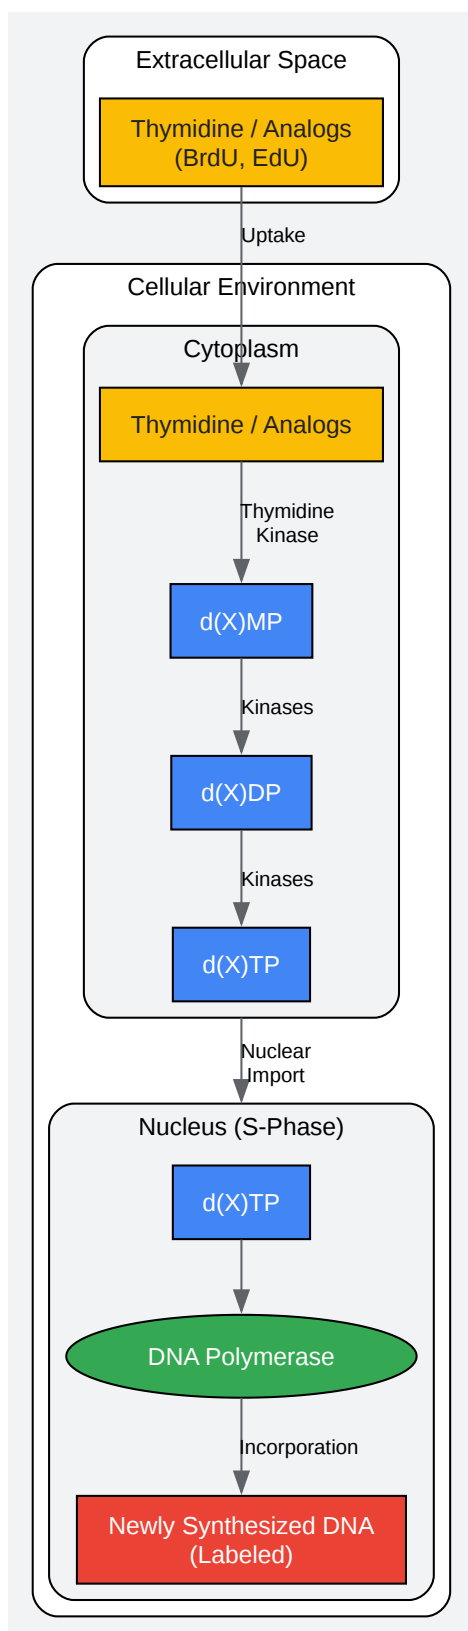 Extracellular Space
Thymidine / Analogs
(BrdU, EdU)
Uptake
Cellular Environment
Cytoplasm
Thymidine / Analogs
Thymidine
Kinase
d(X)MP
Kinases
d(X)DP
Kinases
d(X)TP
Nuclear
Import
Nucleus (S-Phase)
d(X)TP
DNA Polymerase
Incorporation
Newly Synthesized DNA
(Labeled)